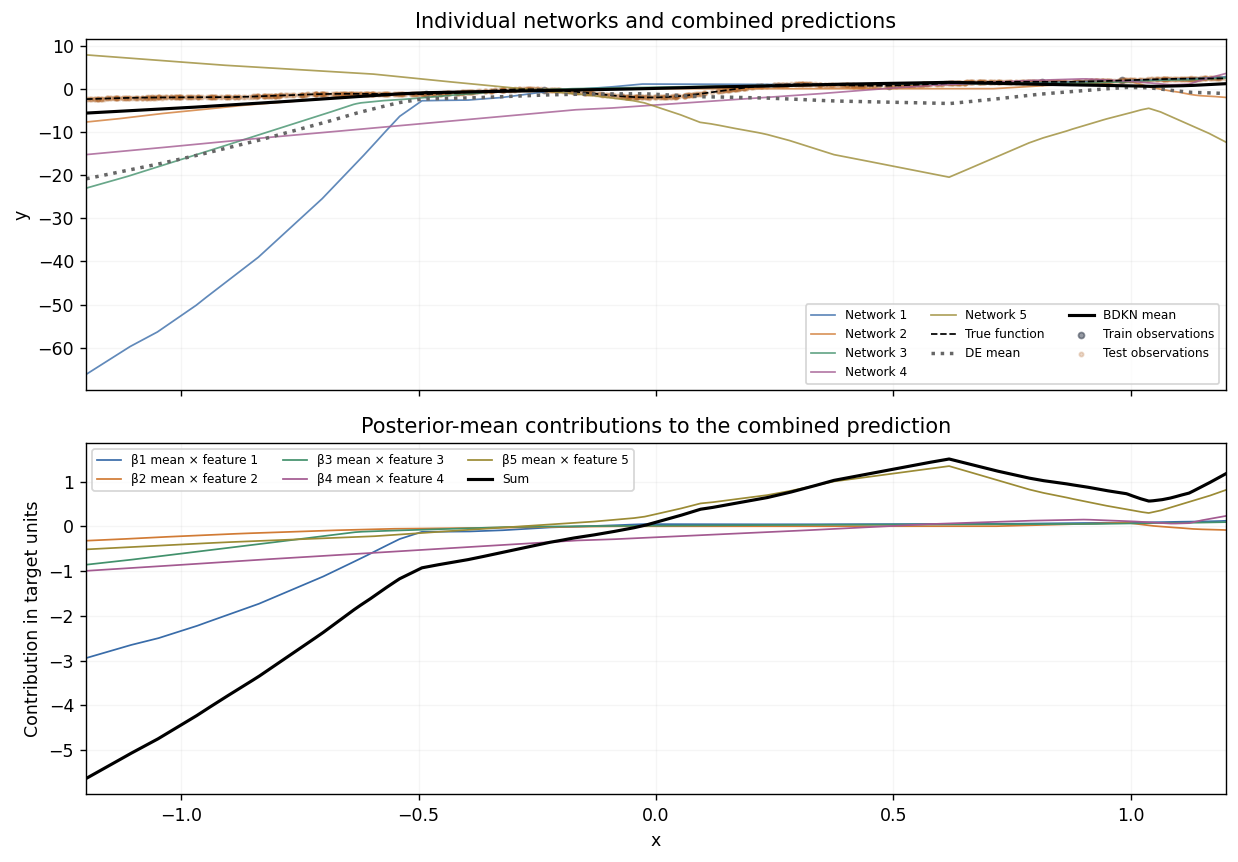 Individual networks and combined predictions
10
0
−10
−20
−30
−40
−50
−60
y
Network 1
Network 2
Network 3
Network 4
Network 5
True function
DE mean
BDKN mean
Train observations
Test observations
Posterior-mean contributions to the combined prediction
β1 mean × feature 1
β2 mean × feature 2
β3 mean × feature 3
β4 mean × feature 4
β5 mean × feature 5
Sum
1
0
−1
−2
−3
−4
−5
Contribution in target units
−1.0
−0.5
0.0
0.5
1.0
x